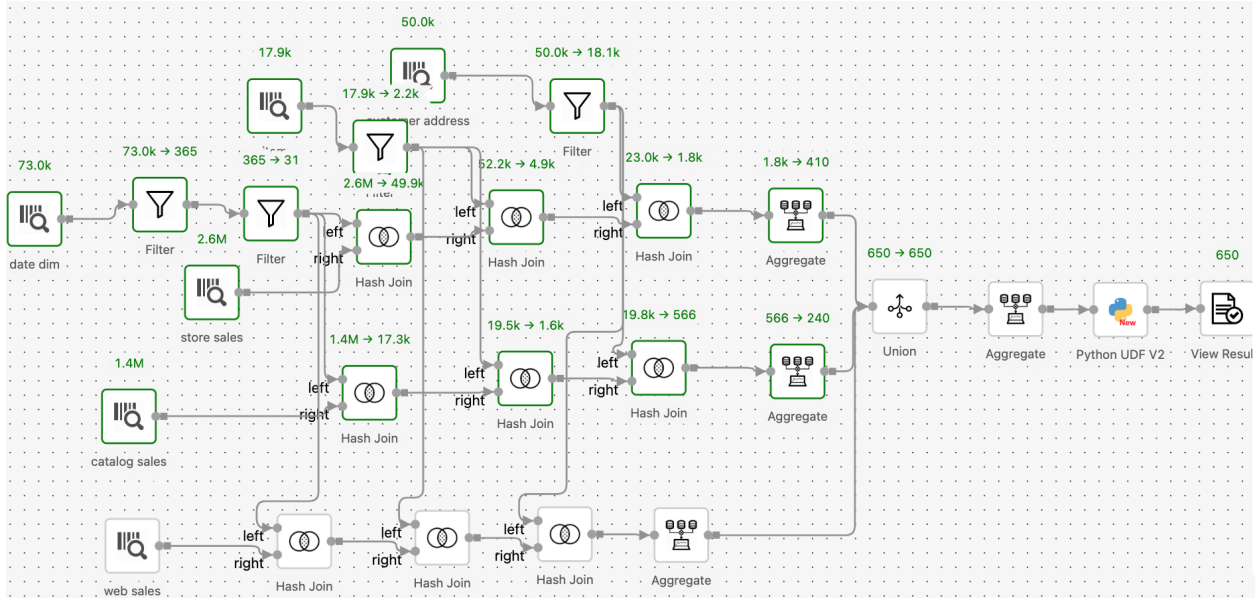 50.0k
17.9k
50.0k → 18.1k
17.9k → 2.2k
customer address
Filter
73.0k
73.0k → 365
365 → 31
52.2k → 4.9k
23.0k → 1.8k
1.8k → 410
2.6M → 49.9k
Filter
left
left
left
right
right
right
date dim
Filter
Filter
2.6M
Hash Join
Hash Join
Hash Join
Aggregate
650 → 650
650
store sales
1.4M
1.4M → 17.3k
19.5k → 1.6k
19.8k → 566
566 → 240
Union
Aggregate
New
Python UDF V2
View Resul
left
left
left
right
right
right
catalog sales
Hash Join
Hash Join
Hash Join
Aggregate
left
left
left
right
right
right
web sales
Hash Join
Hash Join
Hash Join
Aggregate